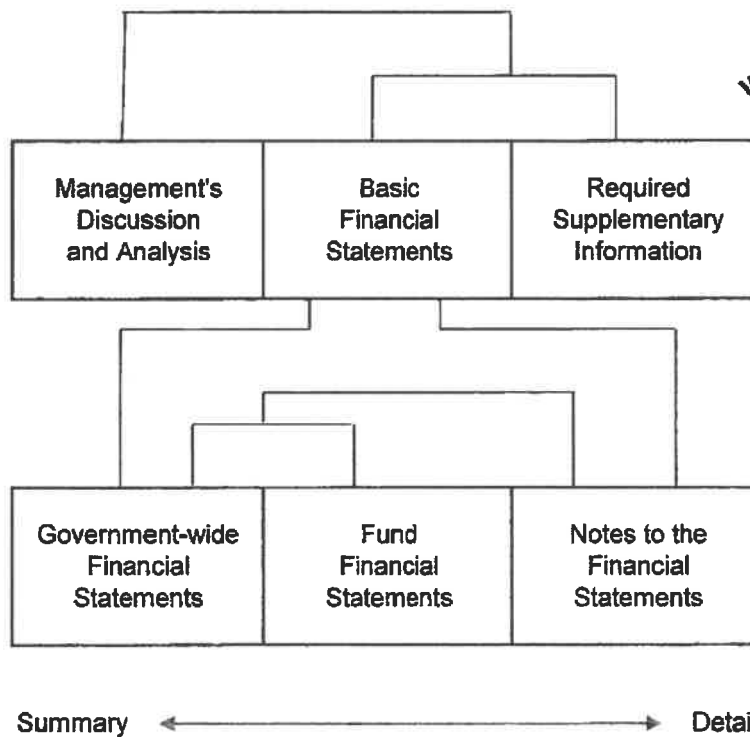 Management's
Discussion
and Analysis
Basic
Financial
Statements
Required
Supplementary
Information
Government-wide
Financial
Statements
Fund
Financial
Statements
Notes to the
Financial
Statements
Summary
Detai